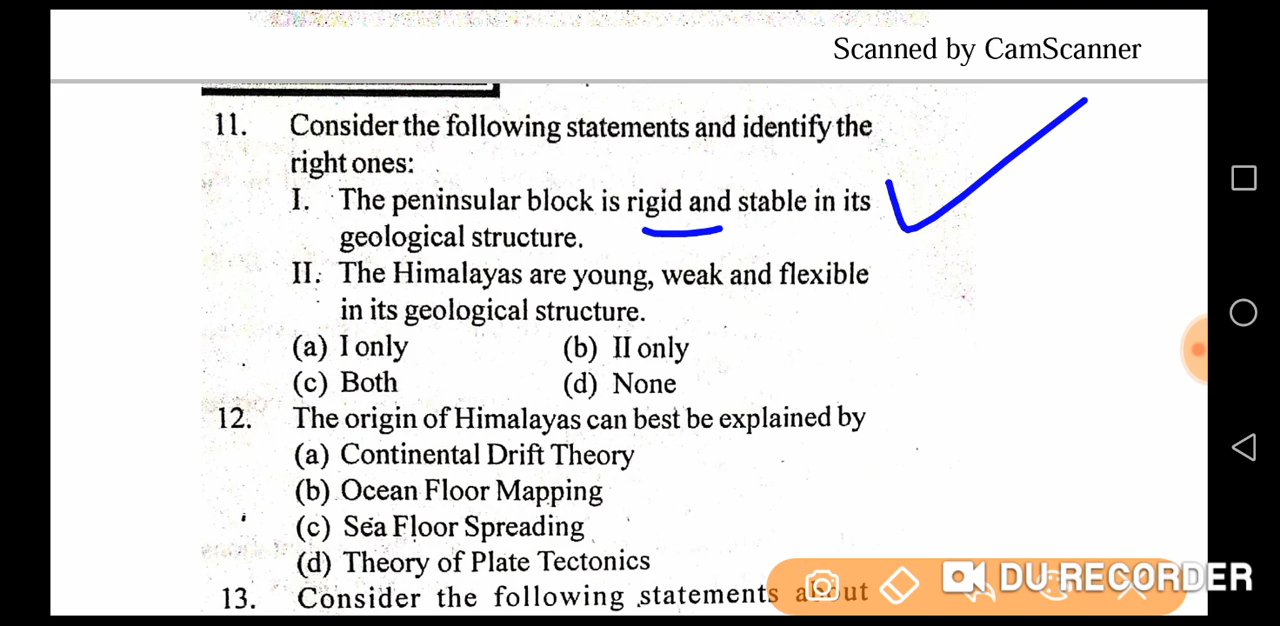 Scanned by CamScanner
11. Consider the following statements and identify the
right ones:
I. The peninsular block is rigid and stable in its
geological structure.
II. The Himalayas are young, weak and flexible
in its geological structure.
(a) I only (b) II only
(c) Both (d) None
12. The origin of Himalayas can best be explained by
(a) Continental Drift Theory
(b) Ocean Floor Mapping
(c) Sea Floor Spreading
(d) Theory of Plate Tectonics
DU RECORDER
13. Consider the following statements about